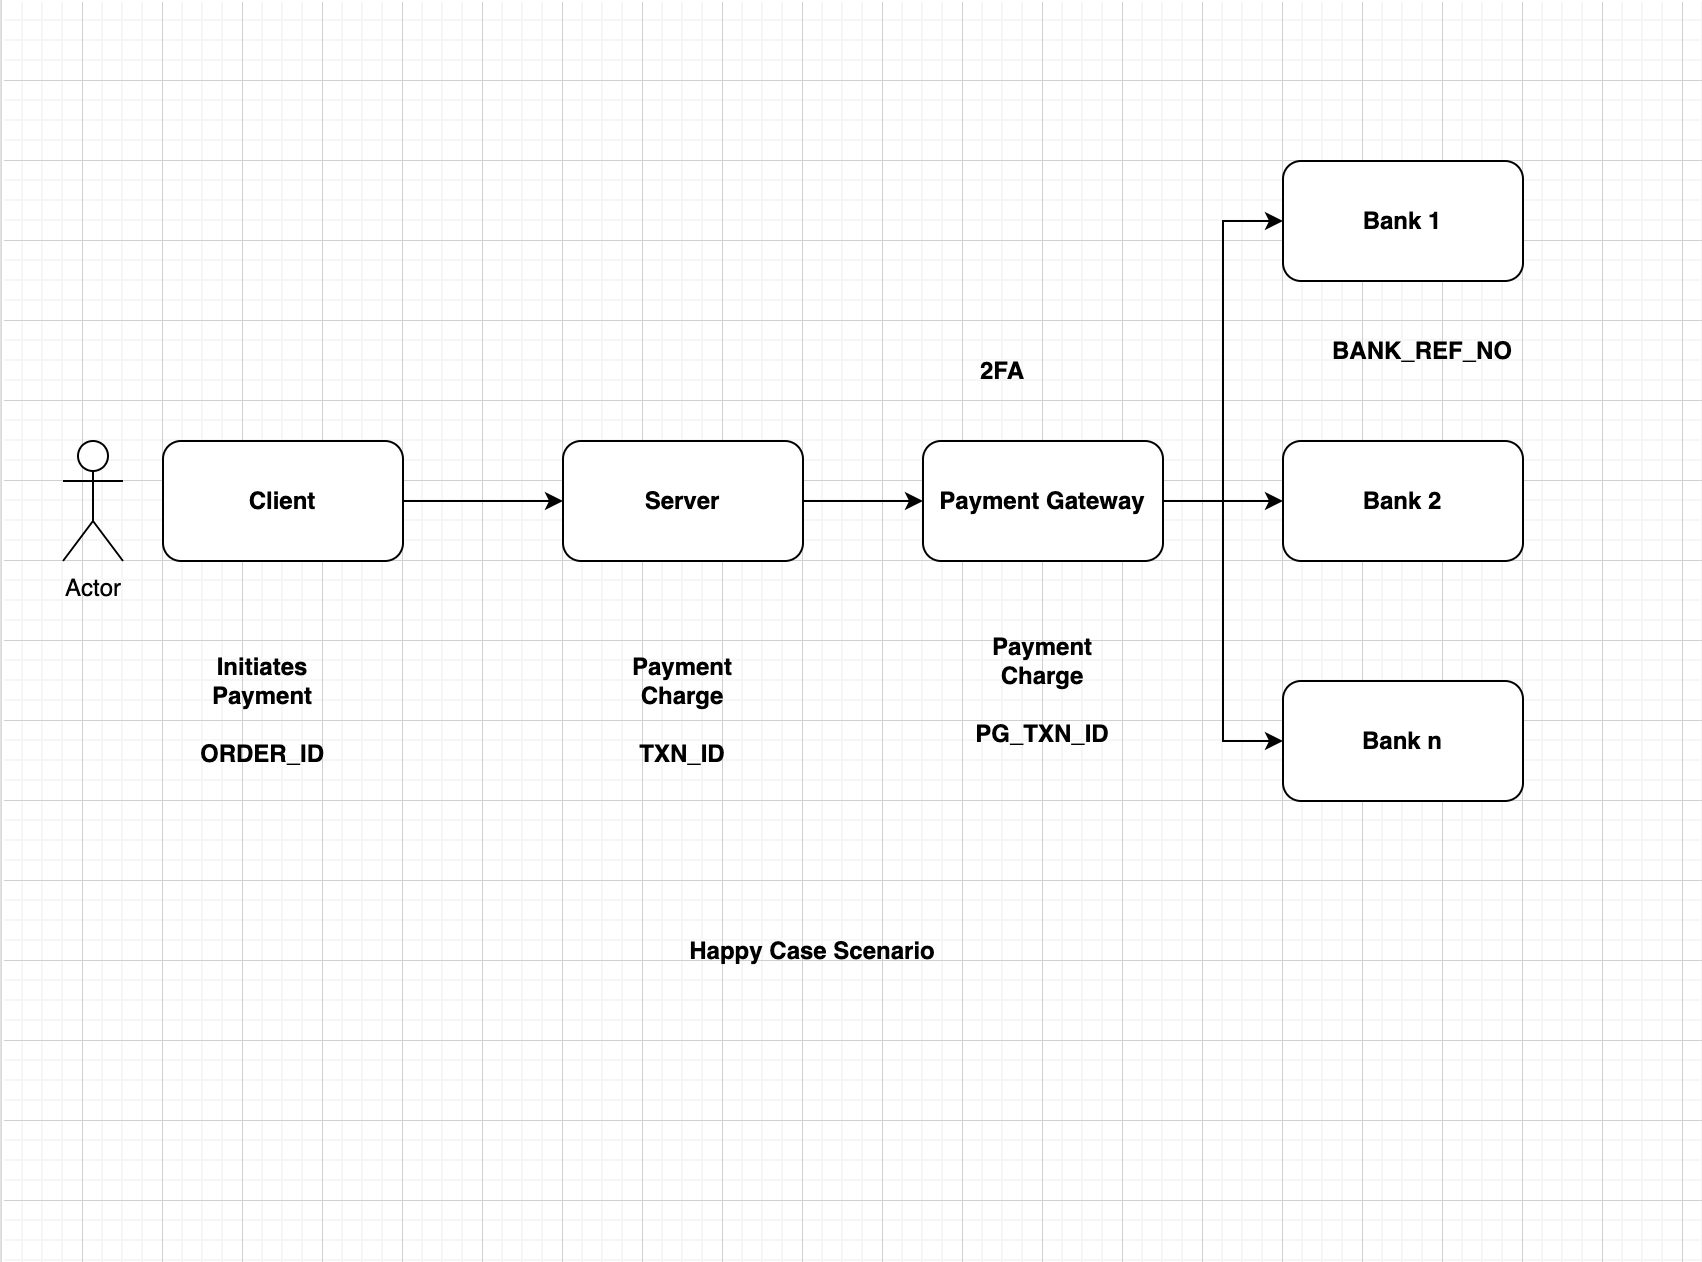 Bank 1
BANK_REF_NO
2FA
Client
Server
Payment Gateway
Bank 2
Actor
Initiates
Payment
ORDER_ID
Payment
Charge
TXN_ID
Payment
Charge
PG_TXN_ID
Bank n
Happy Case Scenario